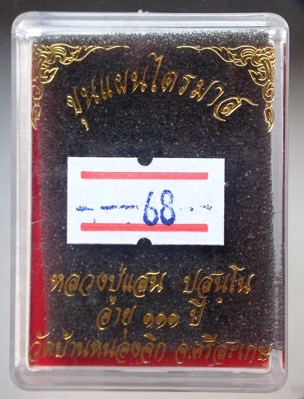 ขุนแผนไตรมาส
68
หลวงปู่แสน ปสนฺโน
อายุ ๑๑๑ ปี
วัดบ้านหนองจิก จ.ศรีสะเกษ